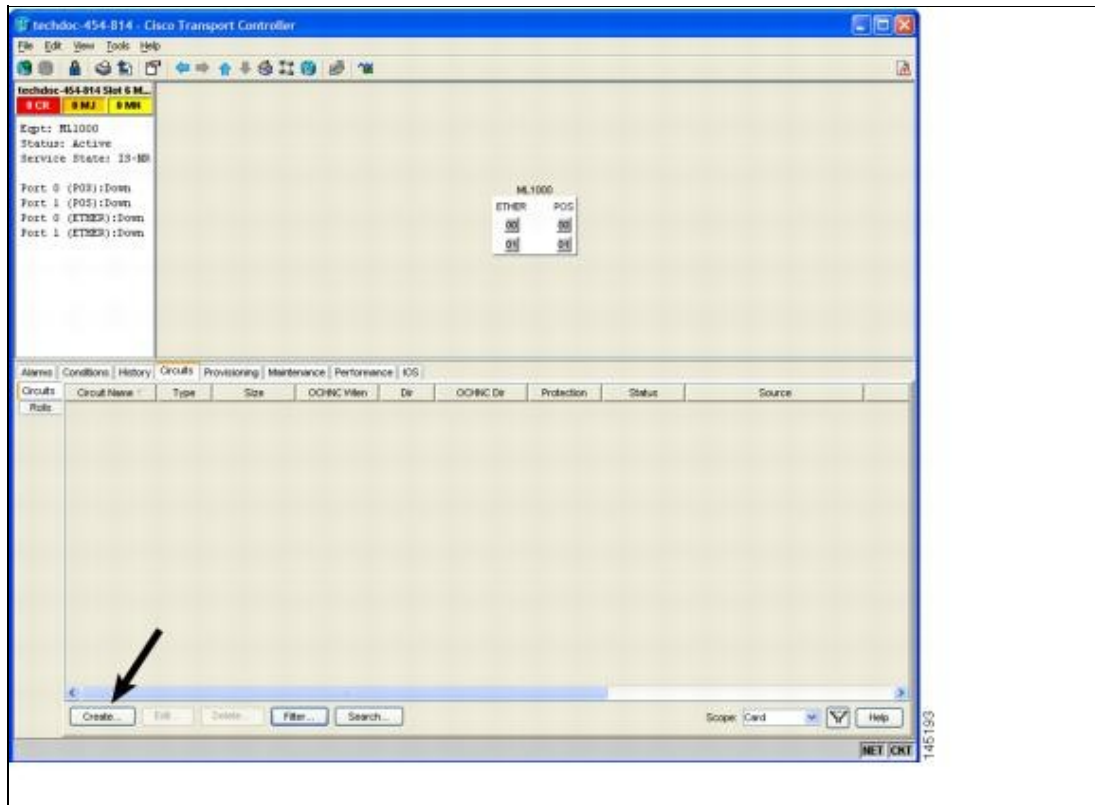 techdoc-454-814 - Cisco Transport Controller
File Edit View Tools Help
techdoc-454-814 Slot 6 M...
0 CR 0 MJ 0 MN
Eqpt: ML1000
Status: Active
Service State: IS-NR
Port 0 (POS):Down
Port 1 (POS):Down
Port 0 (ETHER):Down
Port 1 (ETHER):Down
ML1000
ETHER POS
00 00
01 01
Alarms Conditions History Circuits Provisioning Maintenance Performance IOS
Circuits Circuit Name Type Size OCHNC Wlen Dir OCHNC Dir Protection Status Source
Rolls
Create... Edit... Delete... Filter... Search... Scope: Card Help
NET CKT
145193